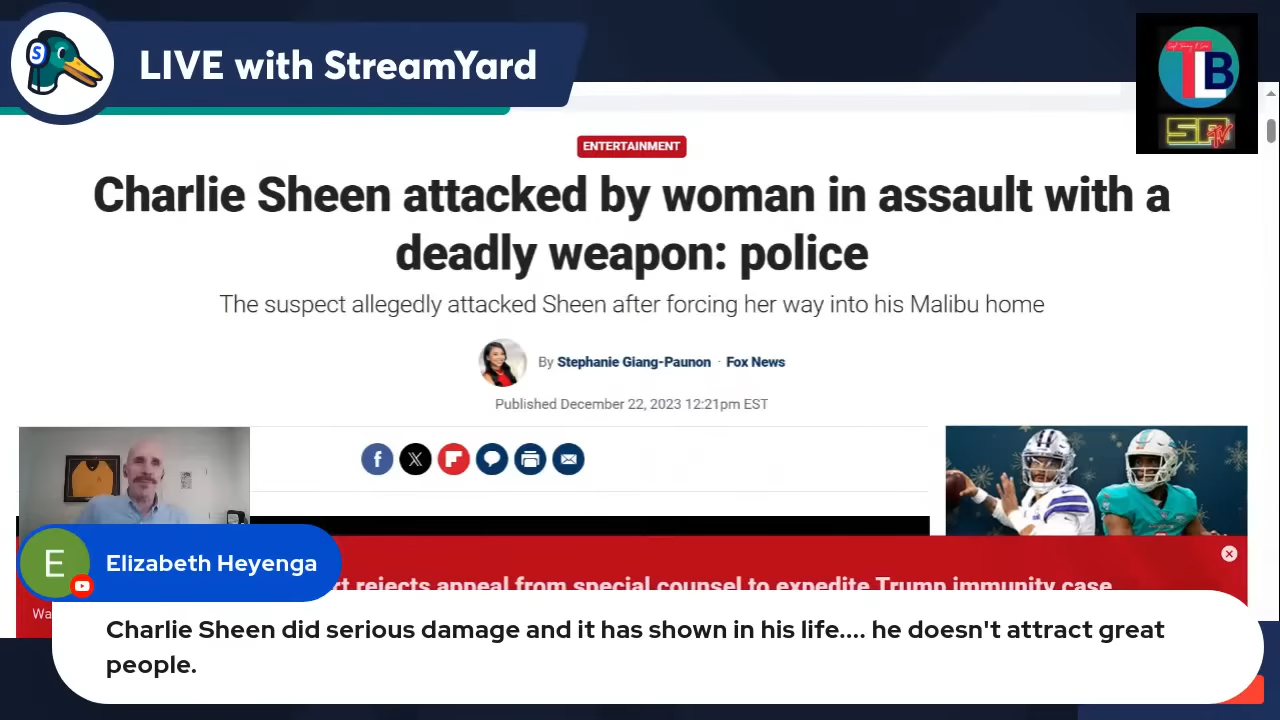 LIVE with StreamYard
S
TLB
ENTERTAINMENT
Charlie Sheen attacked by woman in assault with a
deadly weapon: police
The suspect allegedly attacked Sheen after forcing her way into his Malibu home
By Stephanie Giang-Paunon · Fox News
Published December 22, 2023 12:21pm EST
E
Elizabeth Heyenga
rejects appeal from special counsel to expedite Trump immunity case
Charlie Sheen did serious damage and it has shown in his life.... he doesn't attract great
people.